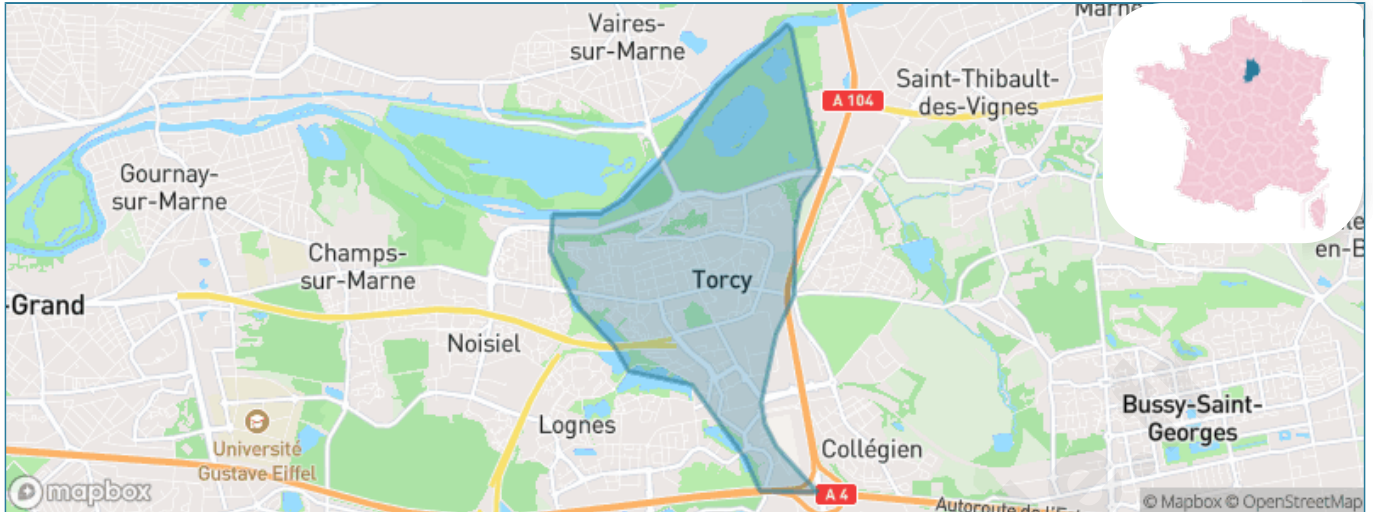 Vaires-
sur-Marne
Marne
A 104
Saint-Thibault-
des-Vignes
Gournay-
sur-Marne
Champs-
sur-Marne
Torcy
-Grand
en-B
Noisiel
Lognes
Bussy-Saint-
Georges
Université
Gustave Eiffel
Collégien
A 4
mapbox
© Mapbox © OpenStreetMap